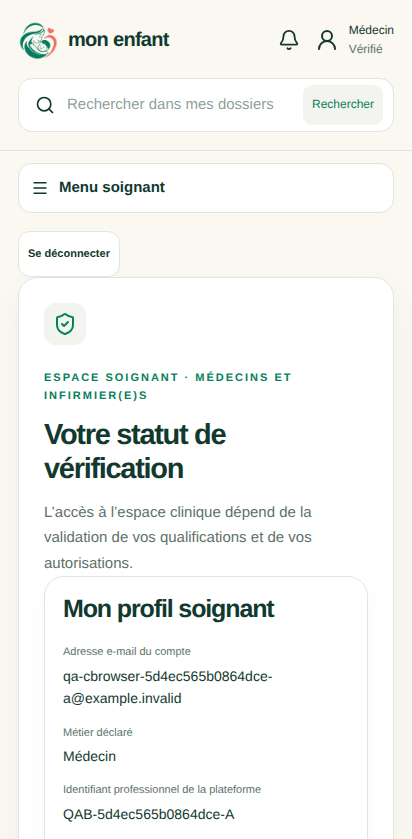 mon enfant
Médecin
Vérifié
Rechercher dans mes dossiers
Rechercher
Menu soignant
Se déconnecter
ESPACE SOIGNANT · MÉDECINS ET
INFIRMIER(E)S
Votre statut de
vérification
L'accès à l'espace clinique dépend de la
validation de vos qualifications et de vos
autorisations.
Mon profil soignant
Adresse e-mail du compte
qa-cbrowser-5d4ec565b0864dce-
a@example.invalid
Métier déclaré
Médecin
Identifiant professionnel de la plateforme
QAB-5d4ec565b0864dce-A